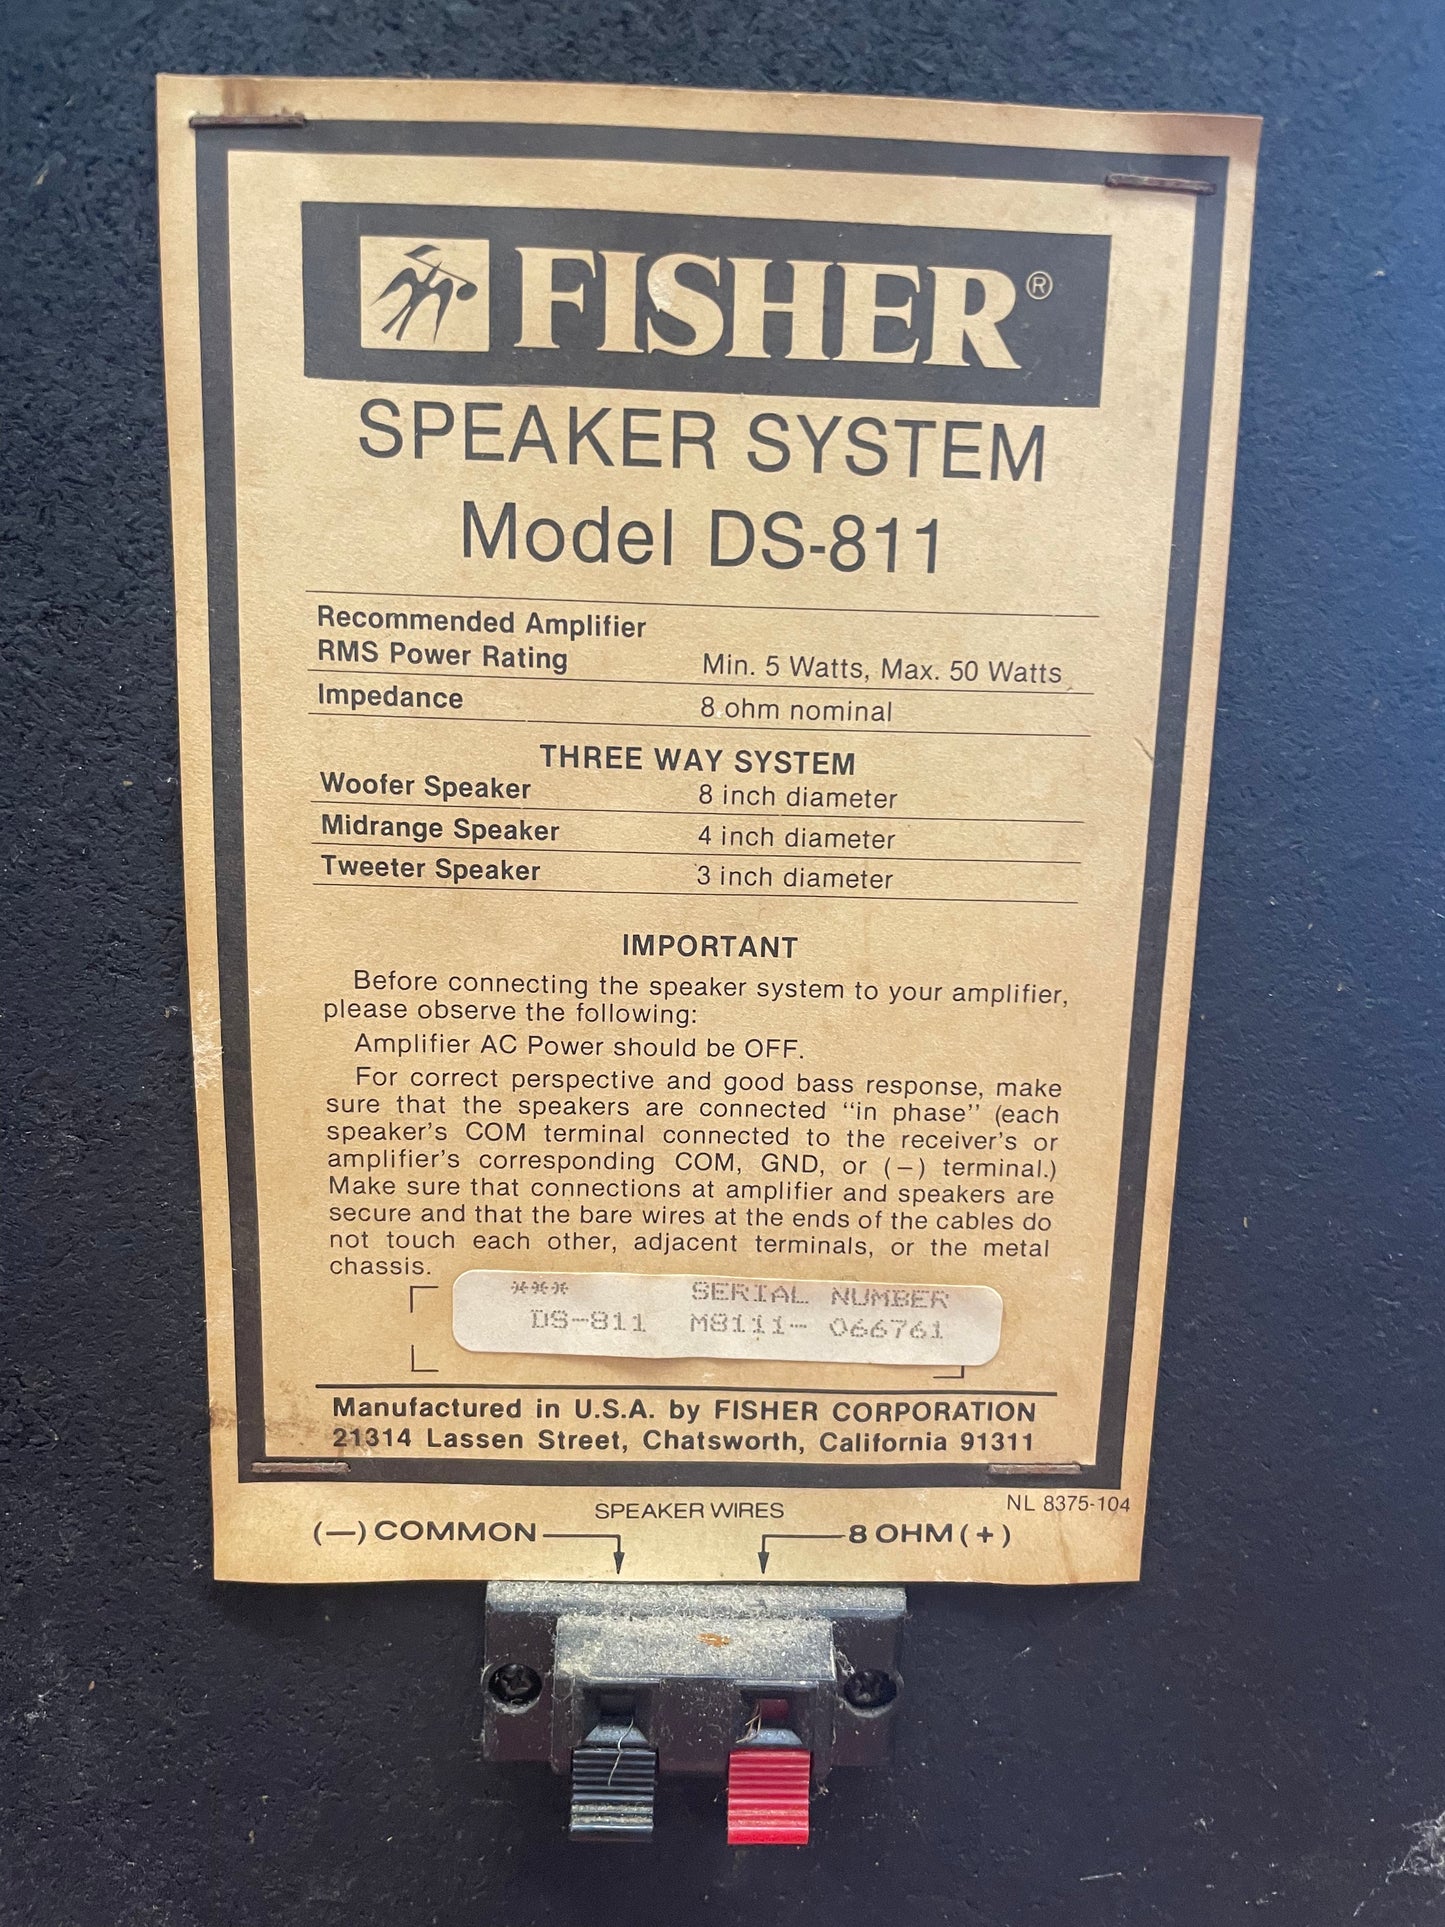 FISHER®
SPEAKER SYSTEM
Model DS-811
Recommended Amplifier
RMS Power Rating Min. 5 Watts, Max. 50 Watts
Impedance 8 ohm nominal
THREE WAY SYSTEM
Woofer Speaker 8 inch diameter
Midrange Speaker 4 inch diameter
Tweeter Speaker 3 inch diameter
IMPORTANT
Before connecting the speaker system to your amplifier,
please observe the following:
Amplifier AC Power should be OFF.
For correct perspective and good bass response, make
sure that the speakers are connected “in phase” (each
speaker's COM terminal connected to the receiver's or
amplifier's corresponding COM, GND, or (−) terminal.)
Make sure that connections at amplifier and speakers are
secure and that the bare wires at the ends of the cables do
not touch each other, adjacent terminals, or the metal
chassis.
*** SERIAL NUMBER
DS-811 M8111- 066761
Manufactured in U.S.A. by FISHER CORPORATION
21314 Lassen Street, Chatsworth, California 91311
NL 8375-104
SPEAKER WIRES
(—) COMMON 8 OHM (+)